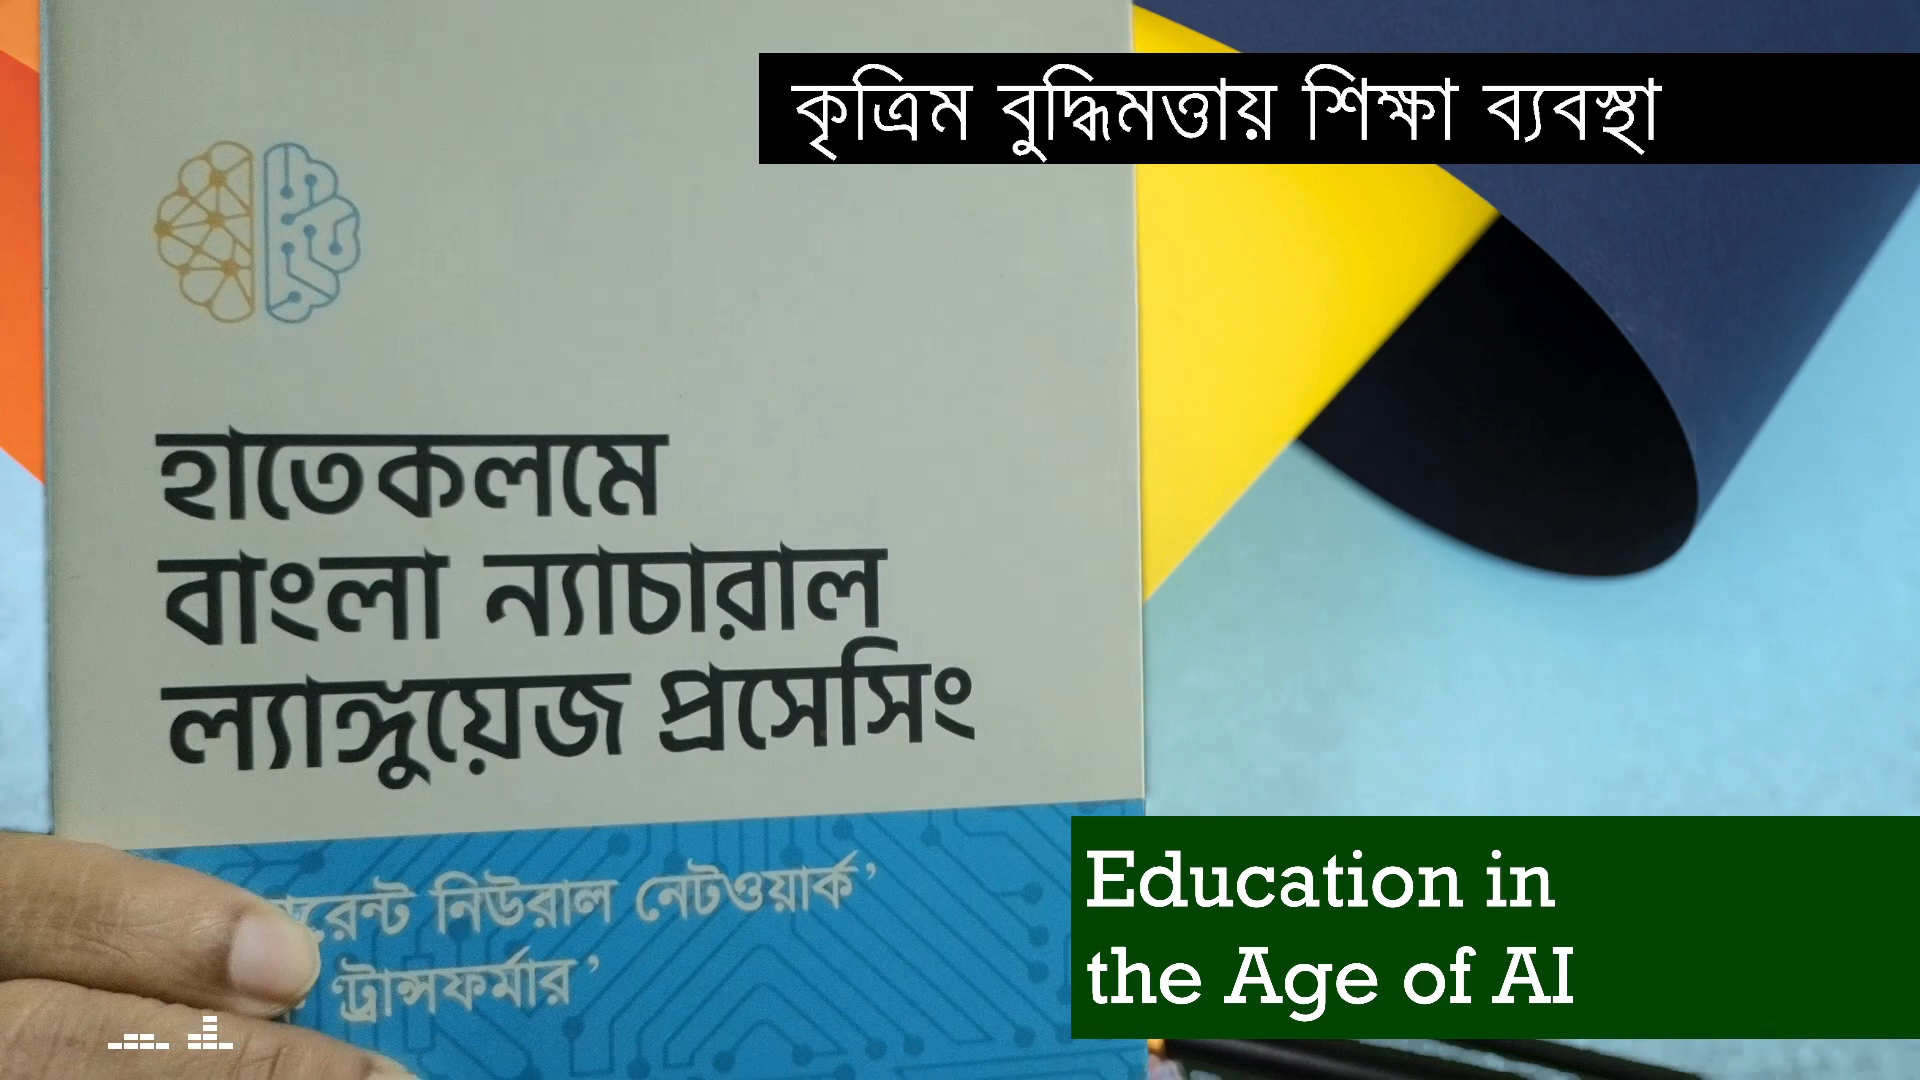 কৃত্রিম বুদ্ধিমত্তায় শিক্ষা ব্যবস্থা
হাতেকলমে
বাংলা ন্যাচারাল
ল্যাঙ্গুয়েজ প্রসেসিং
নিউরাল নেটওয়ার্ক’
‘ট্রান্সফর্মার’
Education in
the Age of AI